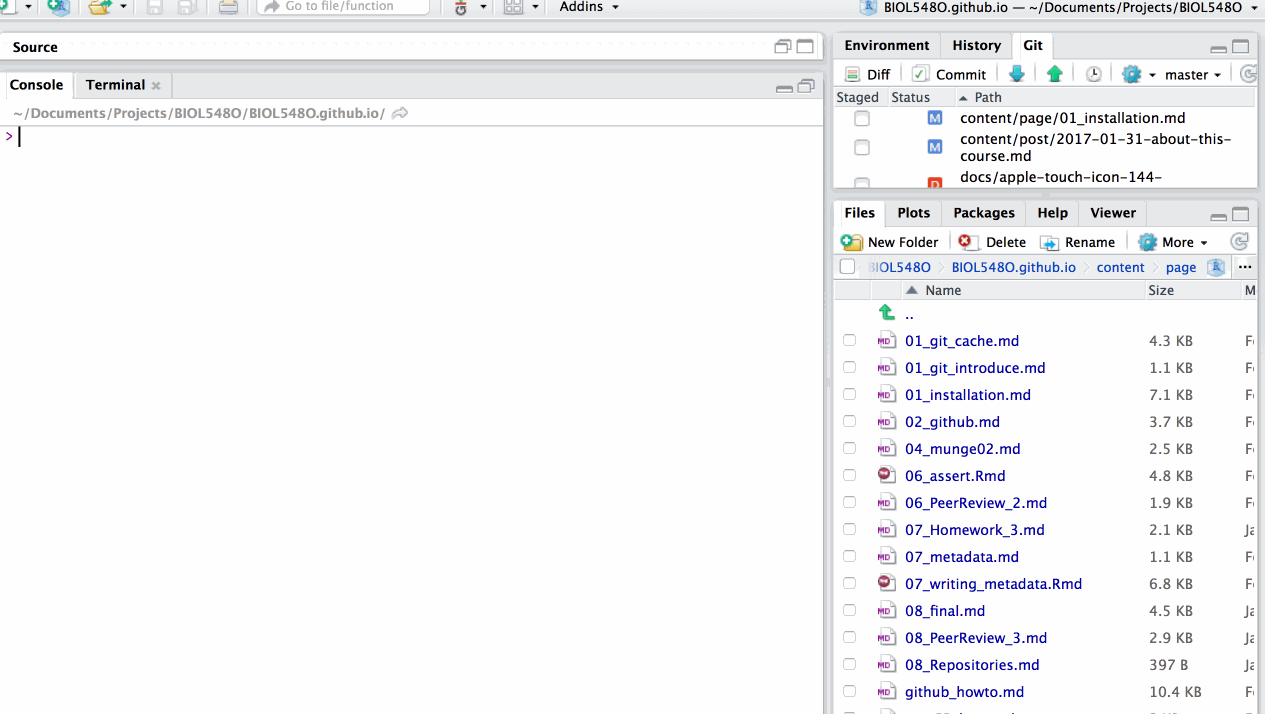 Go to file/function
Addins
BIOL548O.github.io — ~/Documents/Projects/BIOL548O
Source
Console
Terminal
~/Documents/Projects/BIOL548O/BIOL548O.github.io/
>
Environment
History
Git
Diff
Commit
master
Staged
Status
Path
M
content/page/01_installation.md
M
content/post/2017-01-31-about-this-
course.md
D
docs/apple-touch-icon-144-
Files
Plots
Packages
Help
Viewer
New Folder
Delete
Rename
More
BIOL548O
BIOL548O.github.io
content
page
...
Name
Size
M
..
01_git_cache.md 4.3 KB
01_git_introduce.md 1.1 KB
01_installation.md 7.1 KB
02_github.md 3.7 KB
04_munge02.md 2.5 KB
06_assert.Rmd 4.8 KB
06_PeerReview_2.md 1.9 KB
07_Homework_3.md 2.1 KB
07_metadata.md 1.1 KB
07_writing_metadata.Rmd 6.8 KB
08_final.md 4.5 KB
08_PeerReview_3.md 2.9 KB
08_Repositories.md 397 B
github_howto.md 10.4 KB